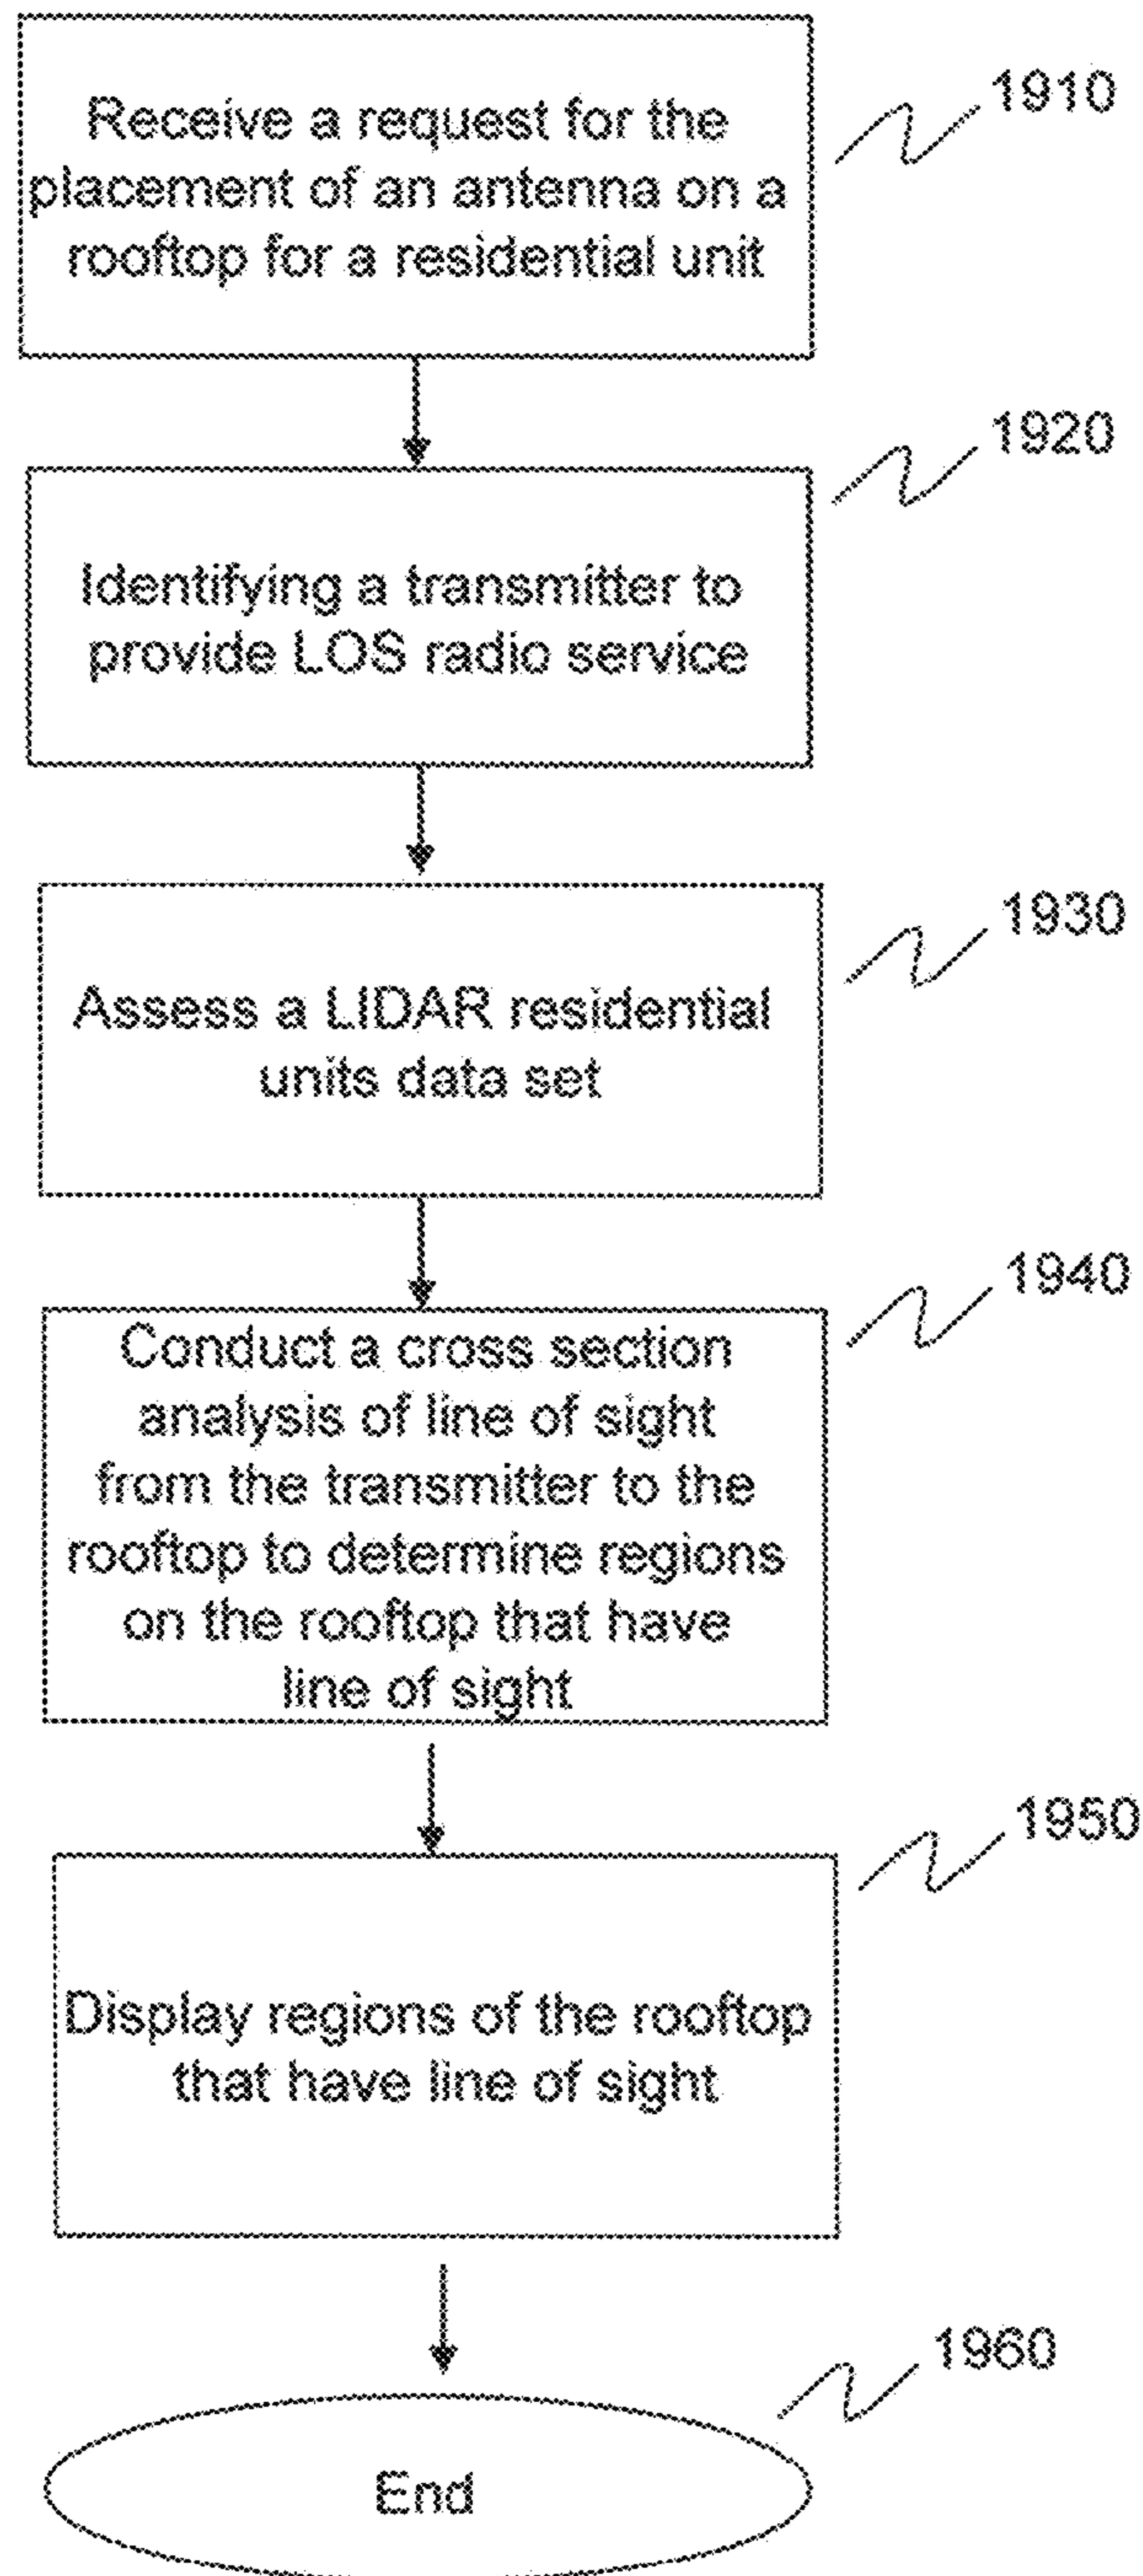 Receive a request for the
placement of an antenna on a
rooftop for a residential unit
1910
Identifying a transmitter to
provide LOS radio service
1920
Assess a LIDAR residential
units data set
1930
Conduct a cross section
analysis of line of sight
from the transmitter to the
rooftop to determine regions
on the rooftop that have
line of sight
1940
Display regions of the rooftop
that have line of sight
1950
End
1960